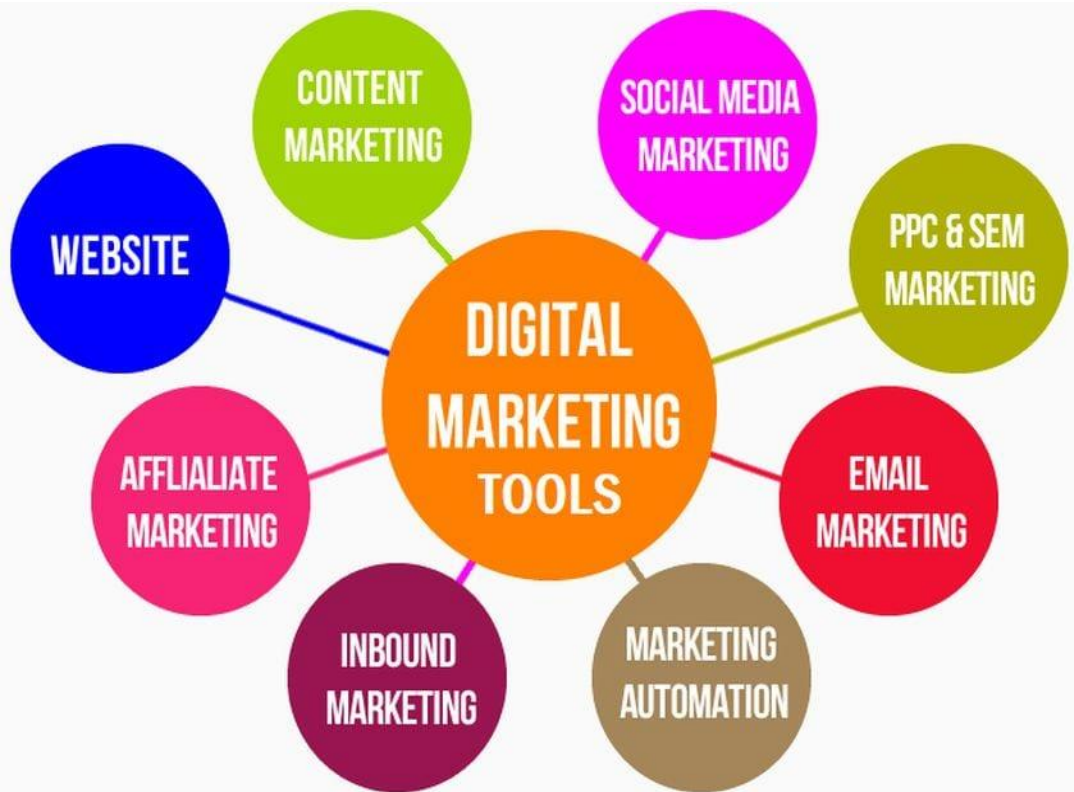 CONTENT
MARKETING
SOCIAL MEDIA
MARKETING
WEBSITE
PPC & SEM
MARKETING
DIGITAL
MARKETING
TOOLS
AFFLIALIATE
MARKETING
EMAIL
MARKETING
INBOUND
MARKETING
MARKETING
AUTOMATION